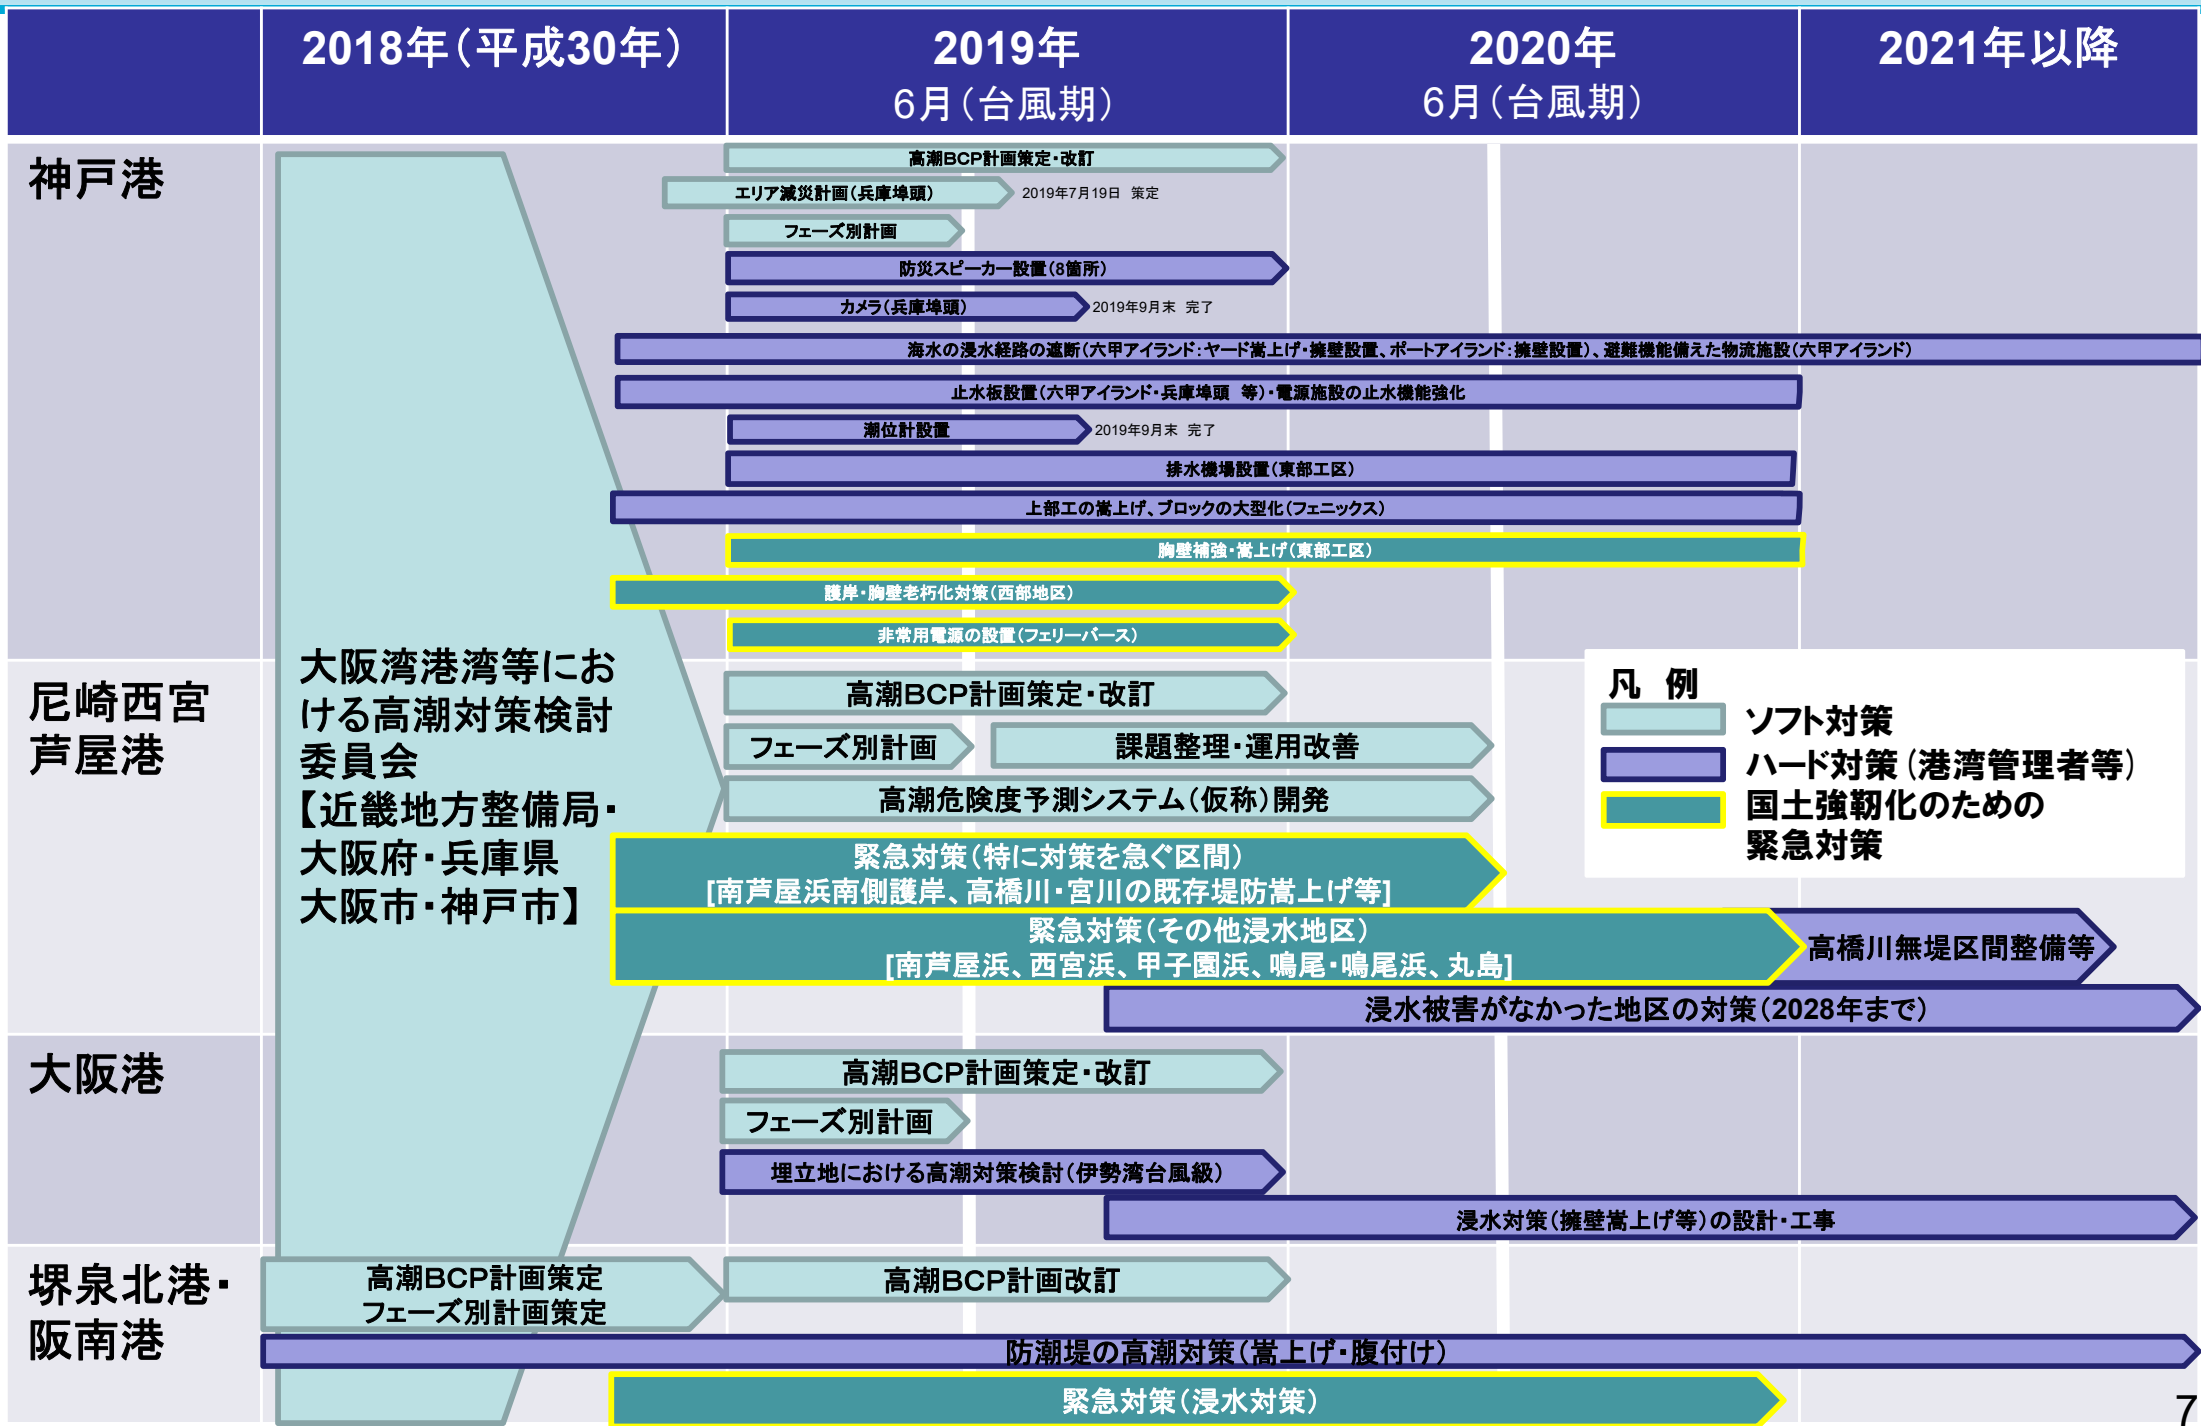 2018年（平成30年）
2019年
6月（台風期）
2020年
6月（台風期）
2021年以降
神戸港
高潮BCP計画策定・改訂
エリア減災計画（兵庫埠頭）
2019年7月19日 策定
フェーズ別計画
防災スピーカー設置（8箇所）
カメラ（兵庫埠頭）
2019年9月末 完了
海水の浸水経路の遮断（六甲アイランド：ヤード嵩上げ・擁壁設置、ポートアイランド：擁壁設置）、避難機能備えた物流施設（六甲アイランド）
止水板設置（六甲アイランド・兵庫埠頭 等）・電源施設の止水機能強化
潮位計設置
2019年9月末 完了
排水機場設置（東部工区）
上部工の嵩上げ、ブロックの大型化（フェニックス）
胸壁補強・嵩上げ（東部工区）
護岸・胸壁老朽化対策（西部地区）
非常用電源の設置（フェリーバース）
大阪湾港湾等にお
ける高潮対策検討
委員会
【近畿地方整備局・
大阪府・兵庫県
大阪市・神戸市】
尼崎西宮
芦屋港
高潮BCP計画策定・改訂
フェーズ別計画
課題整理・運用改善
高潮危険度予測システム（仮称）開発
緊急対策（特に対策を急ぐ区間）
[南芦屋浜南側護岸、高橋川・宮川の既存堤防嵩上げ等]
緊急対策（その他浸水地区）
[南芦屋浜、西宮浜、甲子園浜、鳴尾・鳴尾浜、丸島]
高橋川無堤区間整備等
浸水被害がなかった地区の対策（2028年まで）
凡 例
ソフト対策
ハード対策（港湾管理者等）
国土強靭化のための
緊急対策
大阪港
高潮BCP計画策定・改訂
フェーズ別計画
埋立地における高潮対策検討（伊勢湾台風級）
浸水対策（擁壁嵩上げ等）の設計・工事
堺泉北港・
阪南港
高潮BCP計画策定
フェーズ別計画策定
高潮BCP計画改訂
防潮堤の高潮対策（嵩上げ・腹付け）
緊急対策（浸水対策）
7